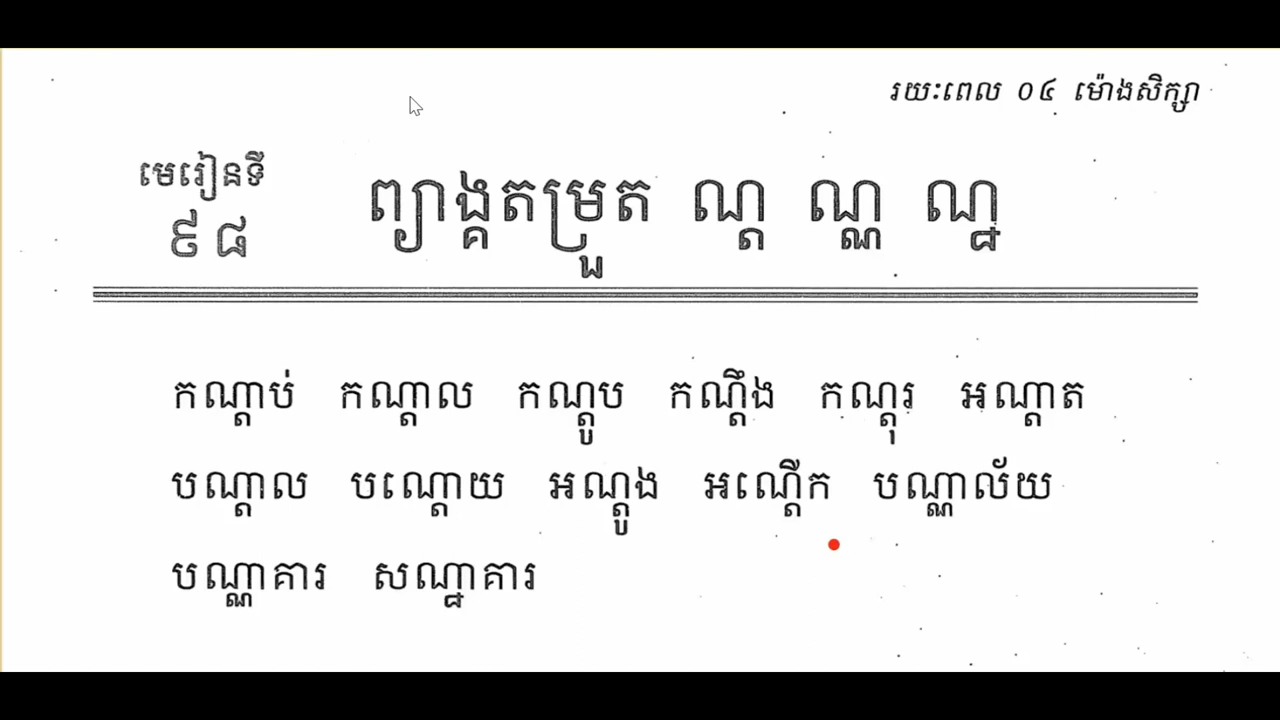 រយៈពេល ០៤ ម៉ោងសិក្សា
មេរៀនទី
៩៨
ព្យាង្គតម្រួត ណ្ដ ណ្ណ ណ្ឋ
កណ្ដាប់ កណ្ដាល កណ្ដូប កណ្ដឹង កណ្ដុរ អណ្ដាត
បណ្ដាល បណ្ដោយ អណ្ដូង អណ្ដើក បណ្ណាល័យ
បណ្ណាគារ សណ្ឋាគារ